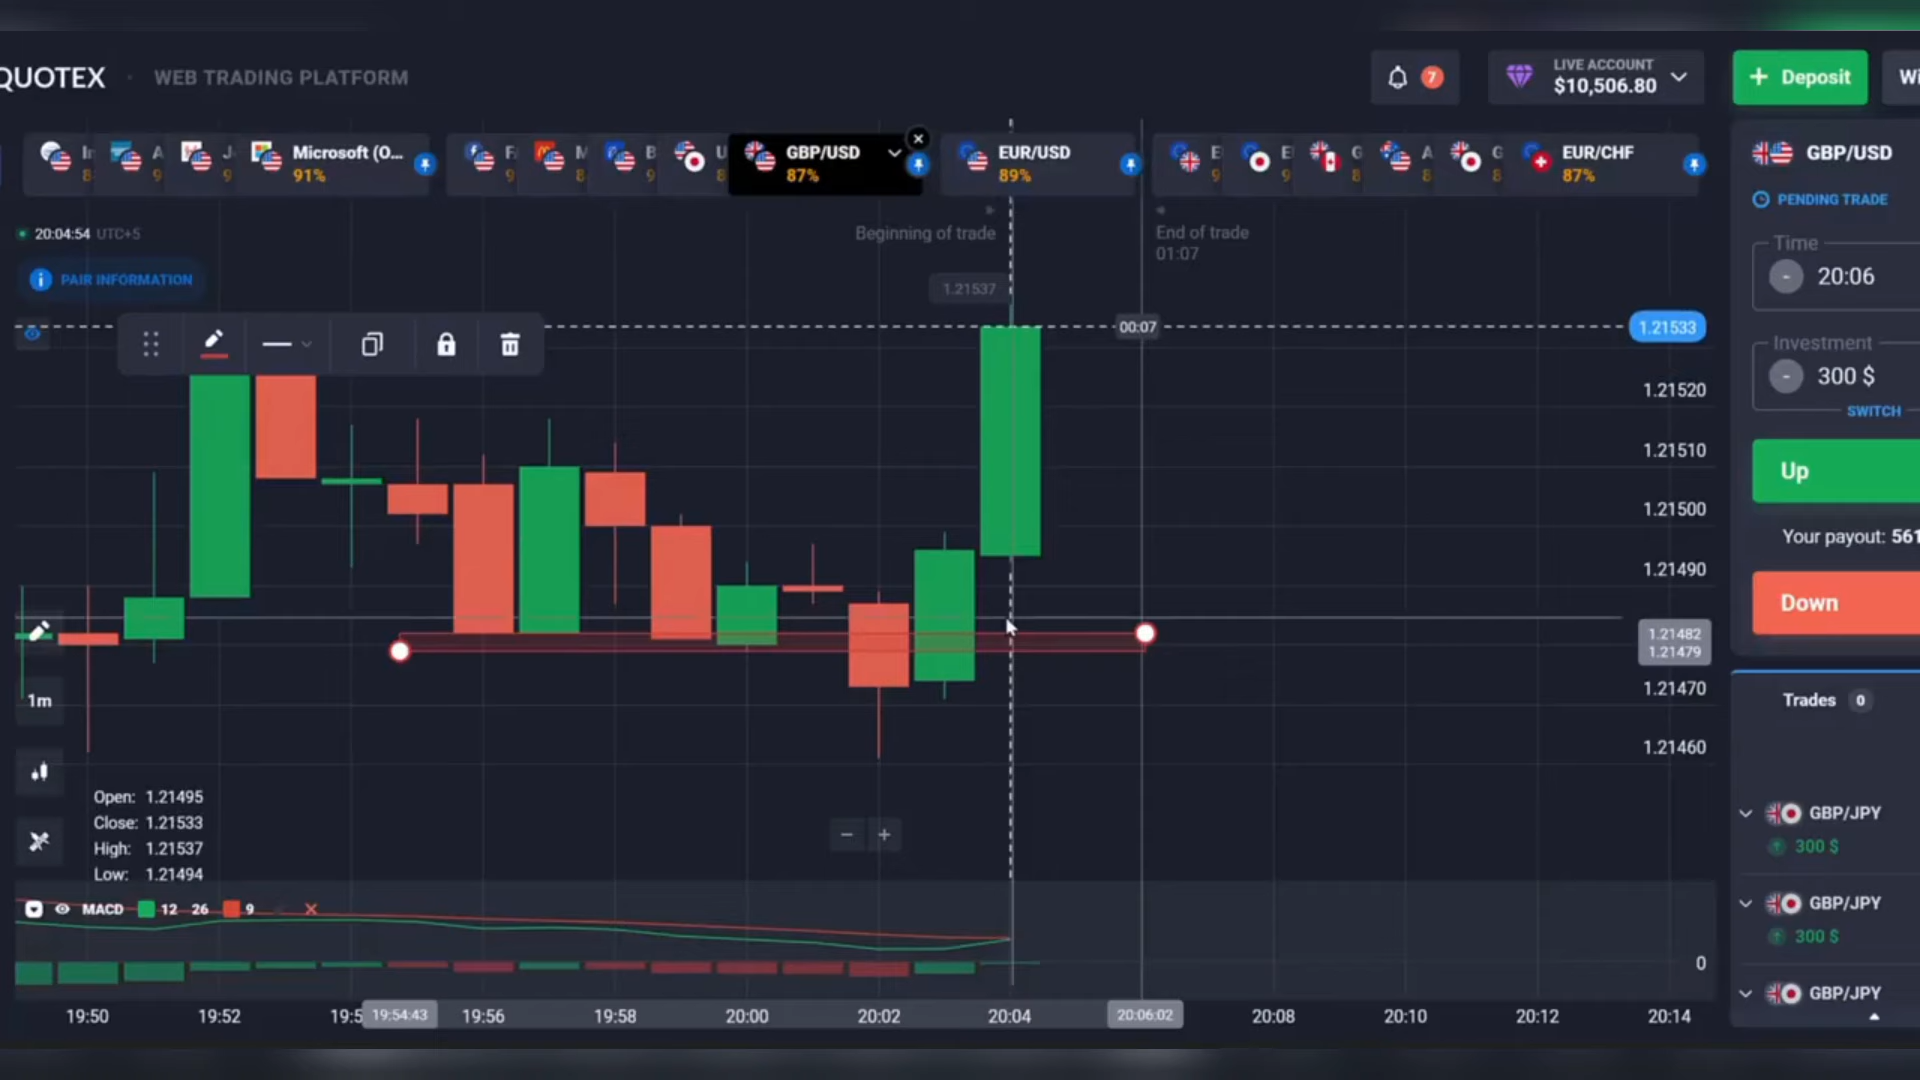 QUOTEX
WEB TRADING PLATFORM
7
LIVE ACCOUNT
$10,506.80
+ Deposit
Wi
Microsoft (O...
91%
GBP/USD
87%
EUR/USD
89%
EUR/CHF
87%
GBP/USD
PENDING TRADE
20:04:54 UTC+5
Beginning of trade
End of trade
01:07
PAIR INFORMATION
Time
20:06
1.21537
00:07
1.21533
Investment
300 $
SWITCH
1.21520
1.21510
1.21500
1.21490
1.21482
1.21479
1.21470
1.21460
Up
Your payout: 561
Down
1m
Trades 0
Open: 1.21495
Close: 1.21533
High: 1.21537
Low: 1.21494
GBP/JPY
300 $
GBP/JPY
300 $
GBP/JPY
MACD 12 26 9
0
19:50
19:52
19:5
19:54:43
19:56
19:58
20:00
20:02
20:04
20:06:02
20:08
20:10
20:12
20:14